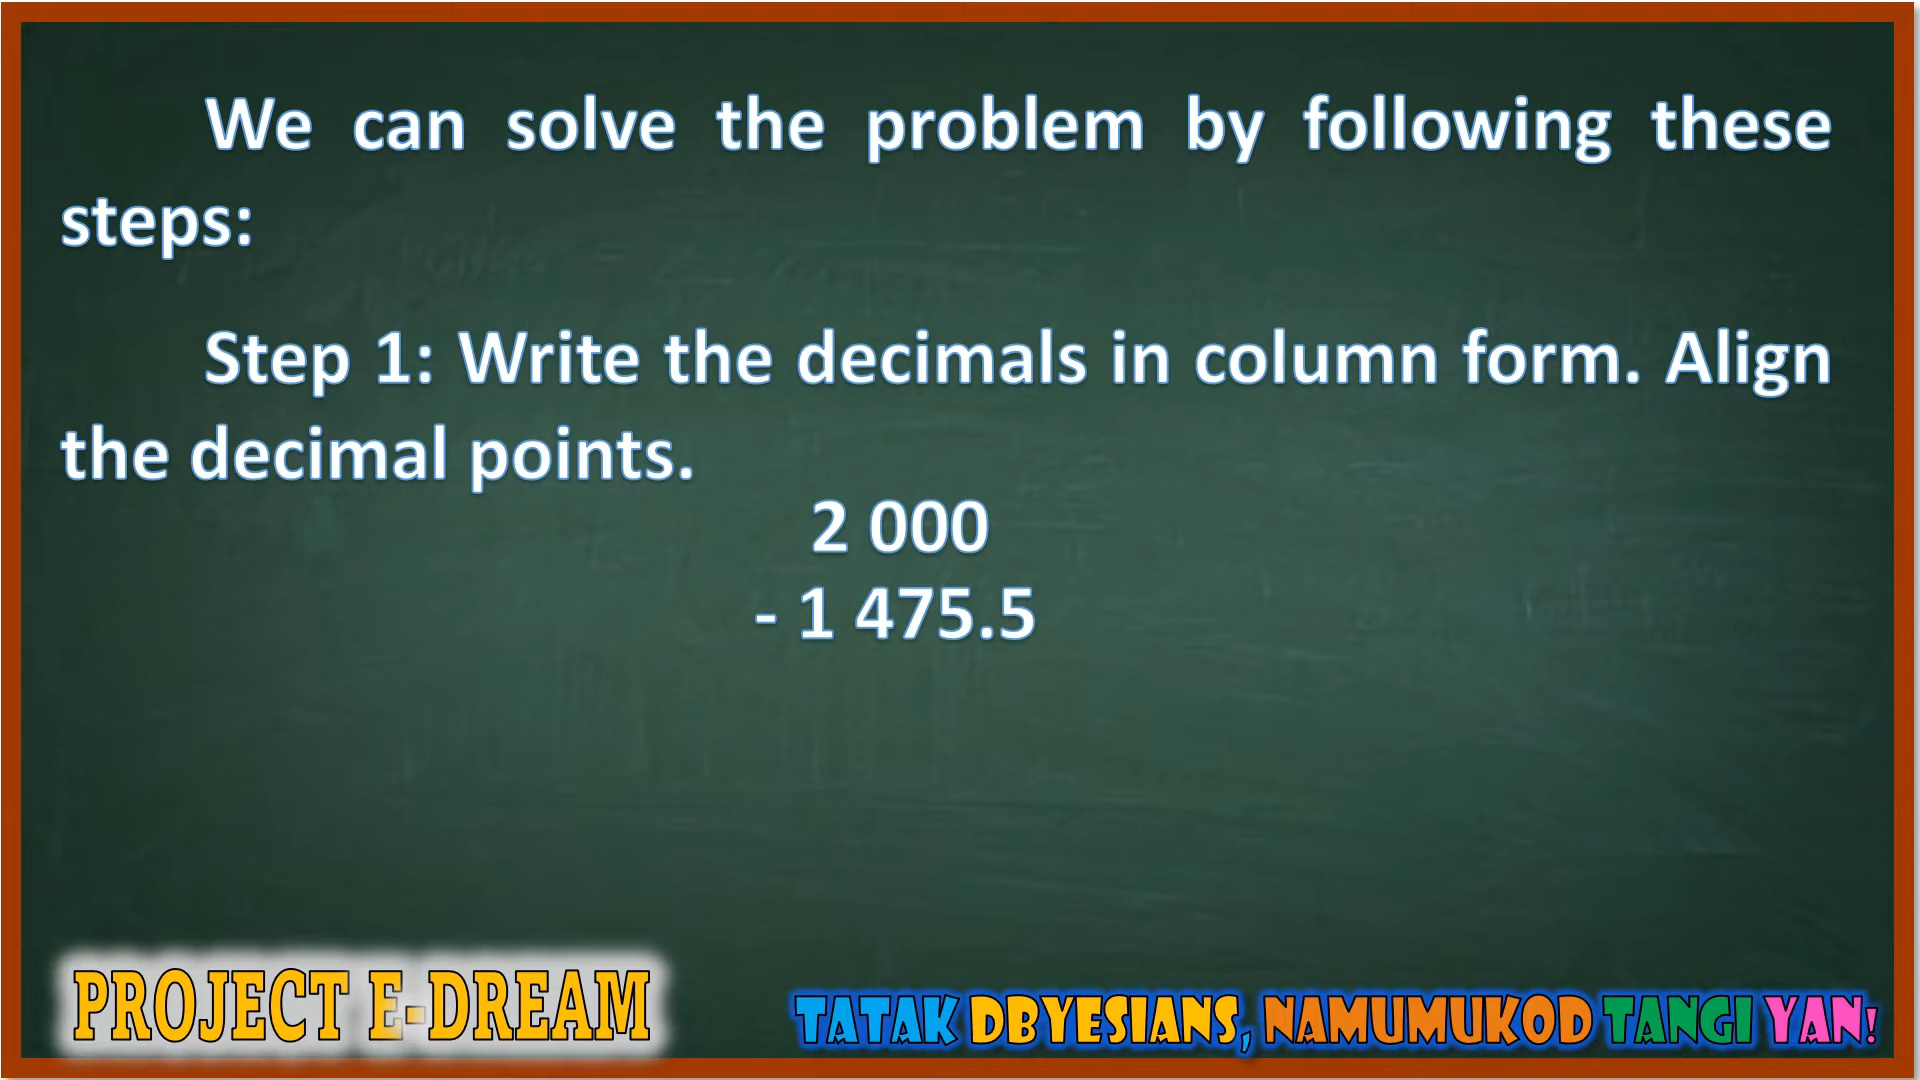 We can solve the problem by following these
steps:
Step 1: Write the decimals in column form. Align
the decimal points.
2 000
- 1 475.5
PROJECT E-DREAM
TATAK DBYESIANS, NAMUMUKOD TANGI YAN!